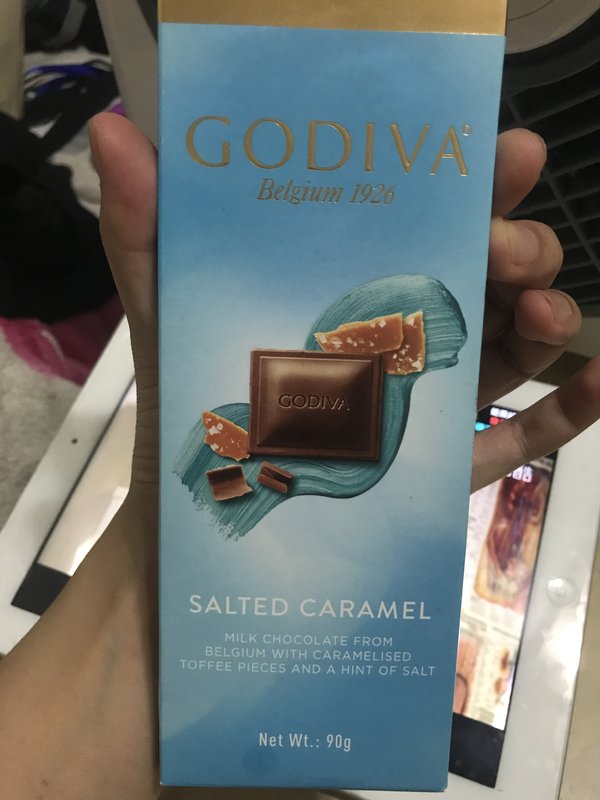 GODIVA®
Belgium 1926
GODIVA
SALTED CARAMEL
MILK CHOCOLATE FROM
BELGIUM WITH CARAMELISED
TOFFEE PIECES AND A HINT OF SALT
Net Wt.: 90g